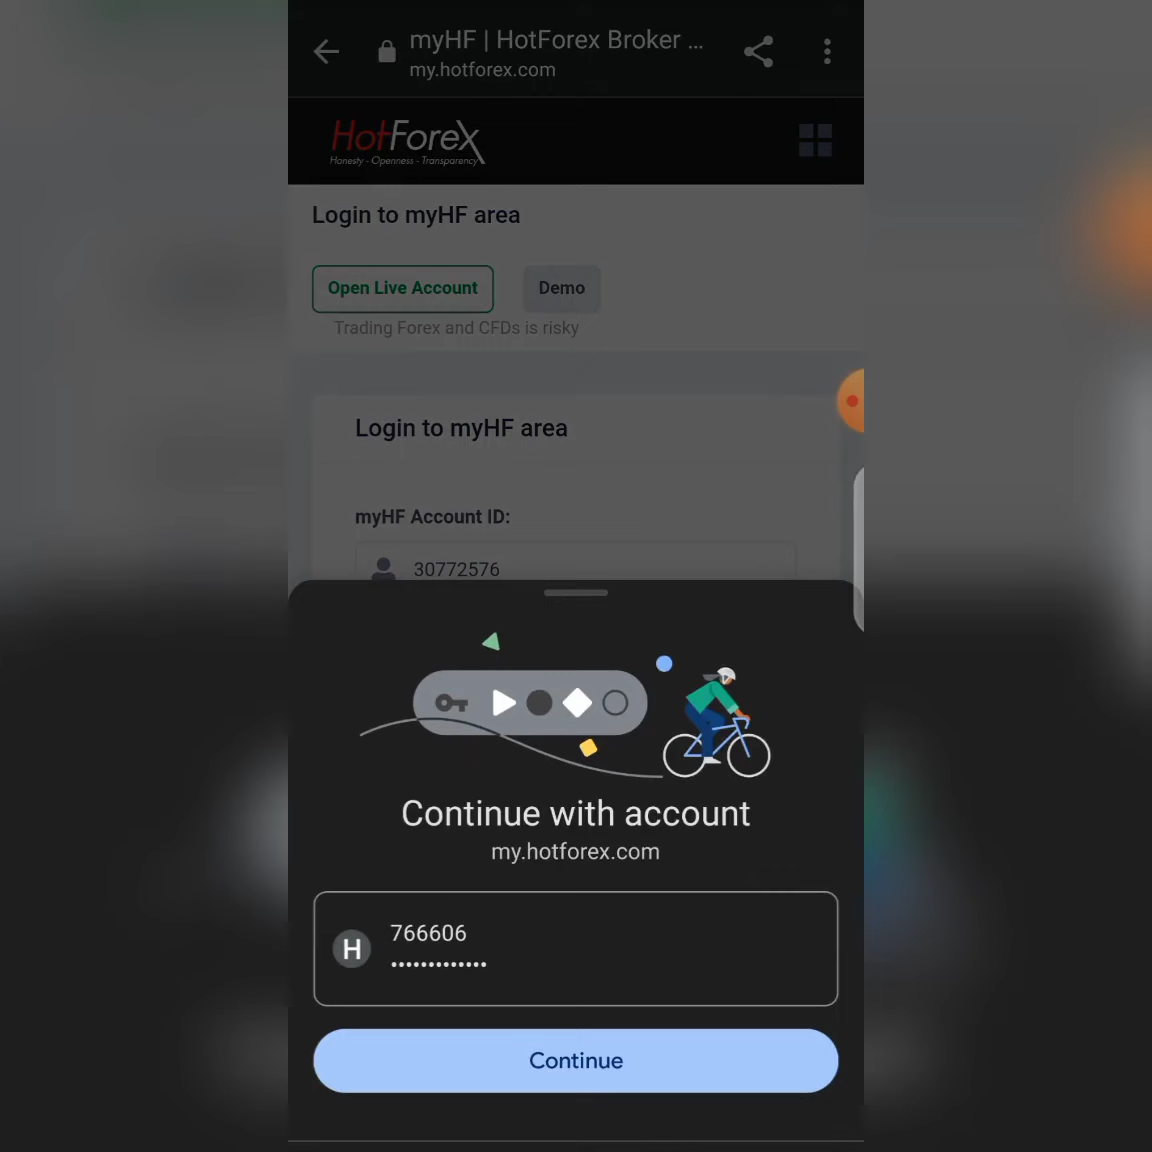 myHF | HotForex Broker ...
my.hotforex.com
HotForex
Honesty - Openness - Transparency
Login to myHF area
Open Live Account
Demo
Trading Forex and CFDs is risky
Login to myHF area
myHF Account ID:
30772576
Continue with account
my.hotforex.com
H
766606
•••••••••••••
Continue